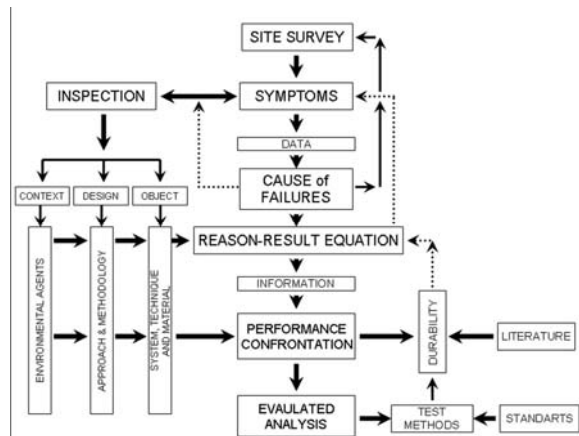 SITE SURVEY
INSPECTION
SYMPTOMS
DATA
CAUSE of
FAILURES
CONTEXT
DESIGN
OBJECT
REASON-RESULT EQUATION
INFORMATION
ENVIRONMENTAL AGENTS
APPROACH & METHODOLOGY
SYSTEM, TECHNIQUE
AND MATERIAL
PERFORMANCE
CONFRONTATION
DURABILITY
LITERATURE
EVAULATED
ANALYSIS
TEST
METHODS
STANDARTS